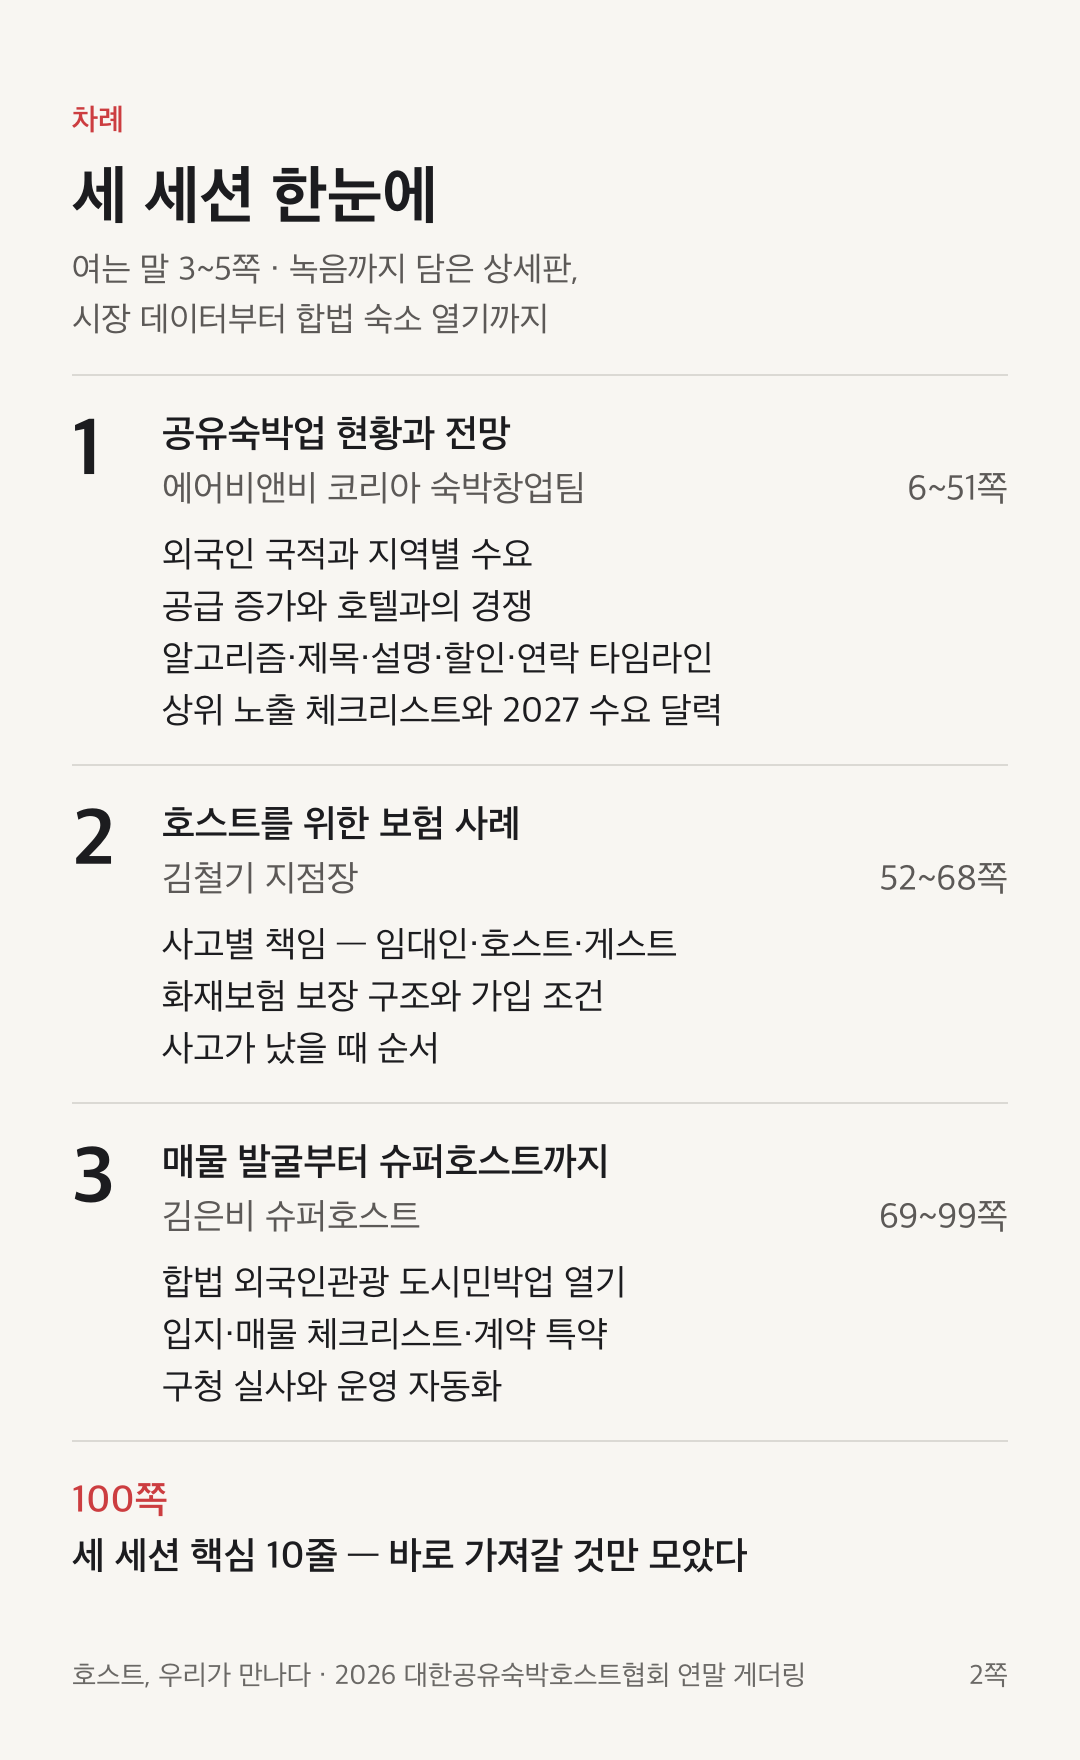 차례
세 세션 한눈에
여는 말 3~5쪽 · 녹음까지 담은 상세판,
시장 데이터부터 합법 숙소 열기까지
1
공유숙박업 현황과 전망
에어비앤비 코리아 숙박창업팀 6~51쪽
외국인 국적과 지역별 수요
공급 증가와 호텔과의 경쟁
알고리즘·제목·설명·할인·연락 타임라인
상위 노출 체크리스트와 2027 수요 달력
2
호스트를 위한 보험 사례
김철기 지점장 52~68쪽
사고별 책임 — 임대인·호스트·게스트
화재보험 보장 구조와 가입 조건
사고가 났을 때 순서
3
매물 발굴부터 슈퍼호스트까지
김은비 슈퍼호스트 69~99쪽
합법 외국인관광 도시민박업 열기
입지·매물 체크리스트·계약 특약
구청 실사와 운영 자동화
100쪽
세 세션 핵심 10줄 — 바로 가져갈 것만 모았다
호스트, 우리가 만나다 · 2026 대한공유숙박호스트협회 연말 게더링 2쪽